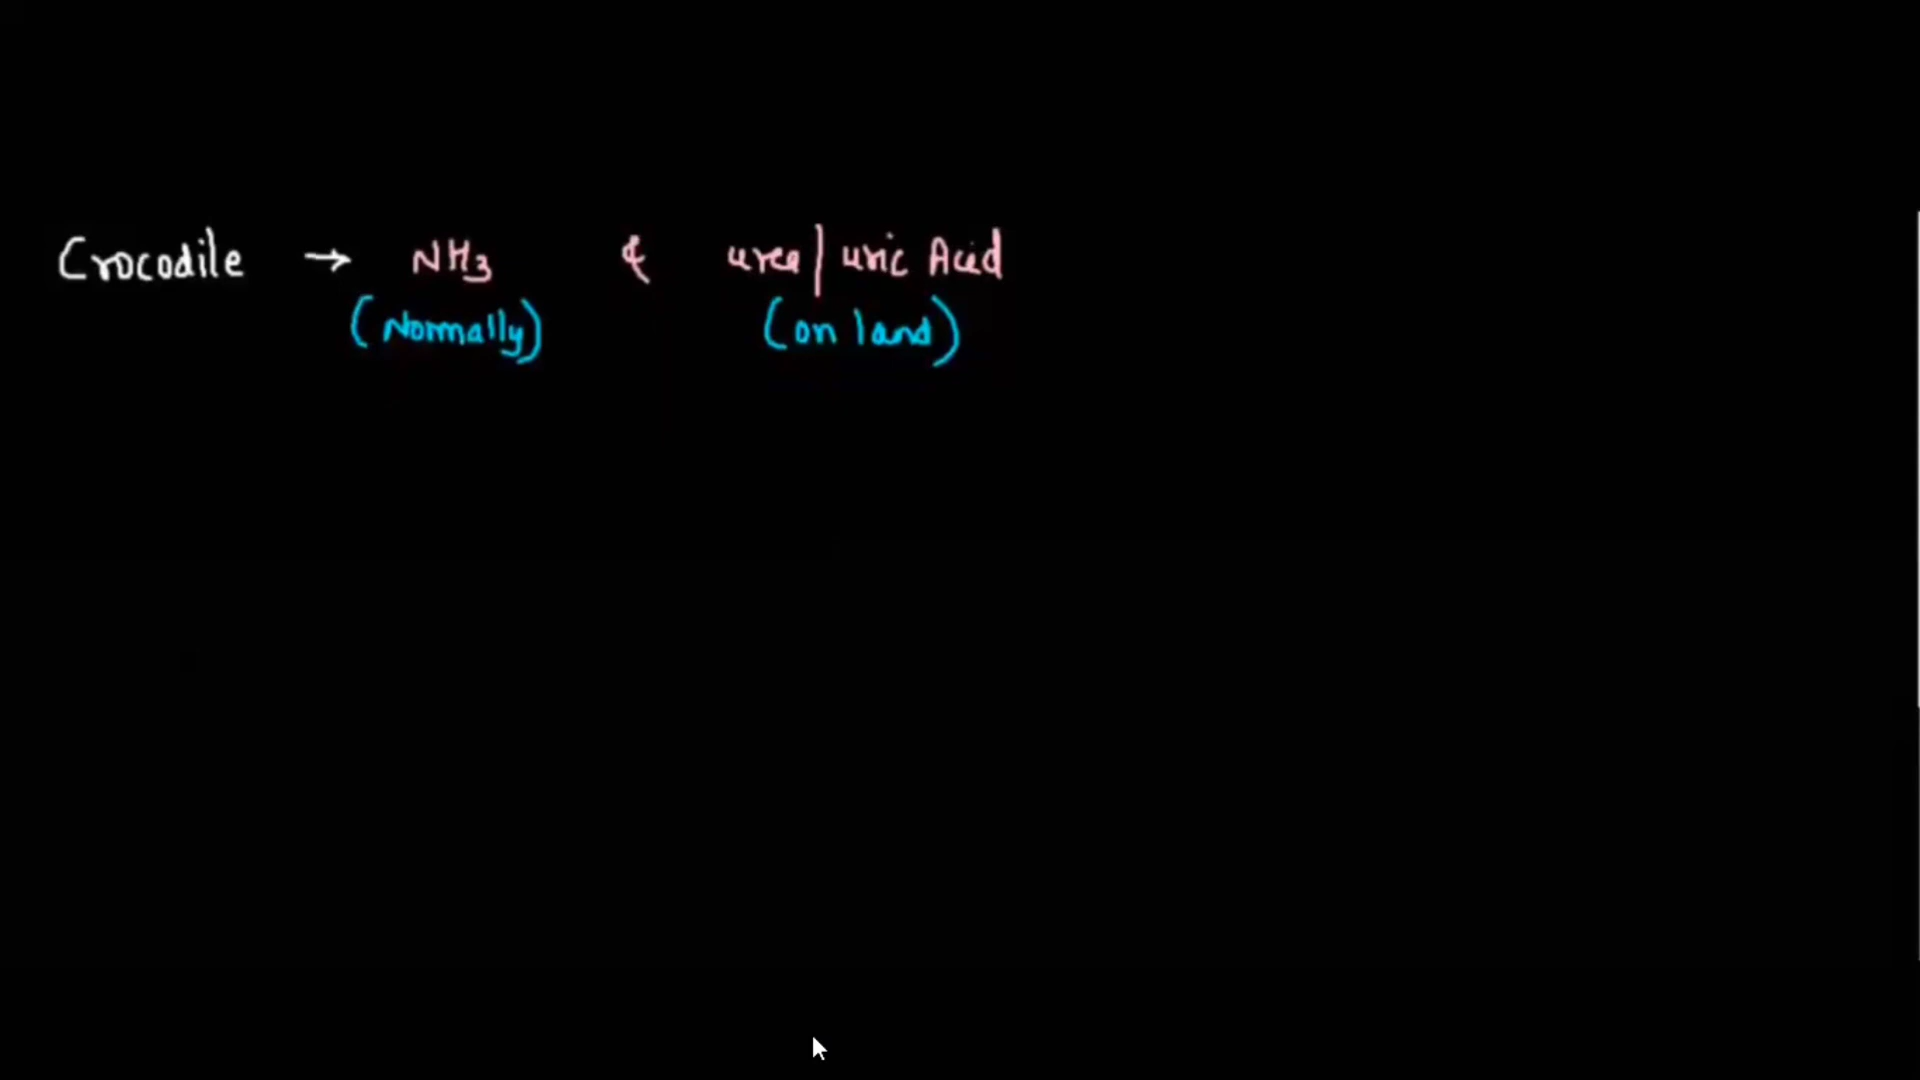 Crocodile → NH3 & urea/uric Acid
(Normally) (on land)